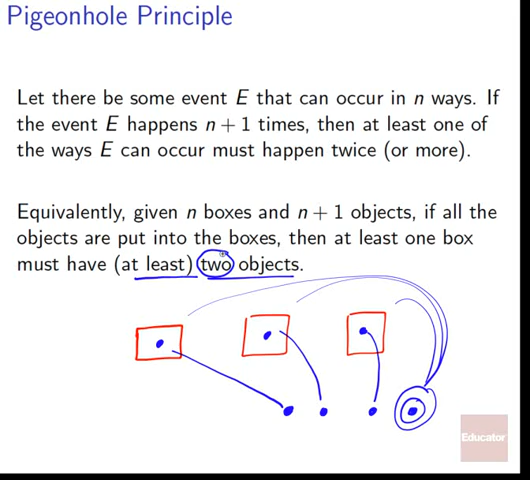 Pigeonhole Principle
Let there be some event E that can occur in n ways. If
the event E happens n + 1 times, then at least one of
the ways E can occur must happen twice (or more).
Equivalently, given n boxes and n + 1 objects, if all the
objects are put into the boxes, then at least one box
must have (at least) two objects.
Educator